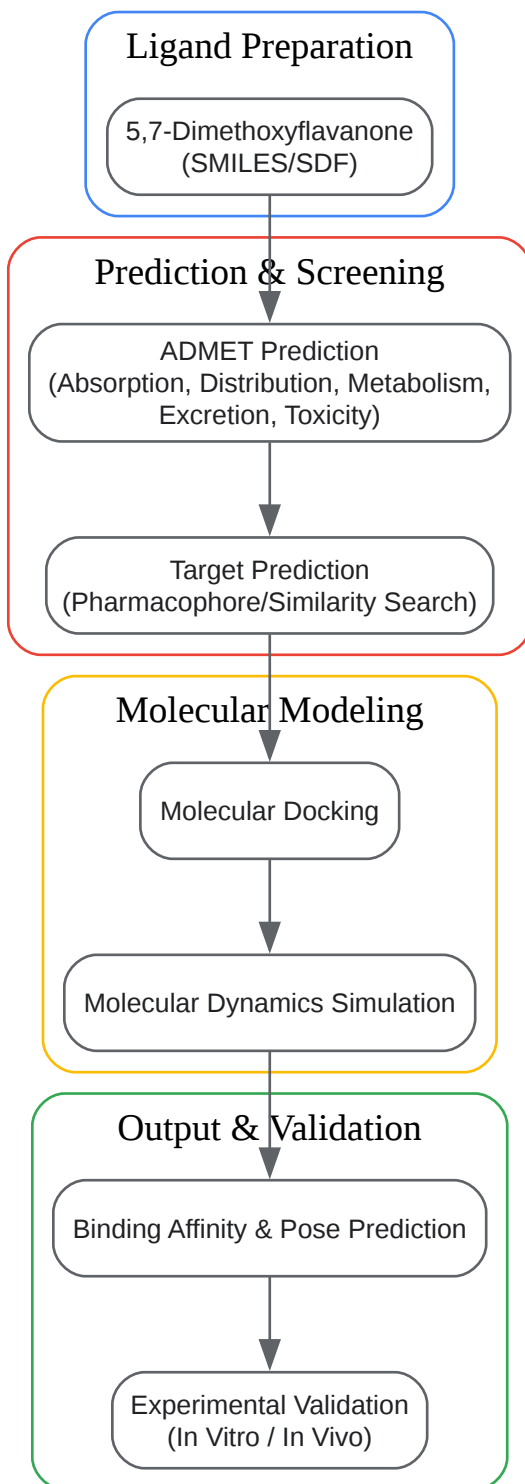 Ligand Preparation
5,7-Dimethoxyflavanone
(SMILES/SDF)
Prediction & Screening
ADMET Prediction
(Absorption, Distribution, Metabolism,
Excretion, Toxicity)
Target Prediction
(Pharmacophore/Similarity Search)
Molecular Modeling
Molecular Docking
Molecular Dynamics Simulation
Output & Validation
Binding Affinity & Pose Prediction
Experimental Validation
(In Vitro / In Vivo)